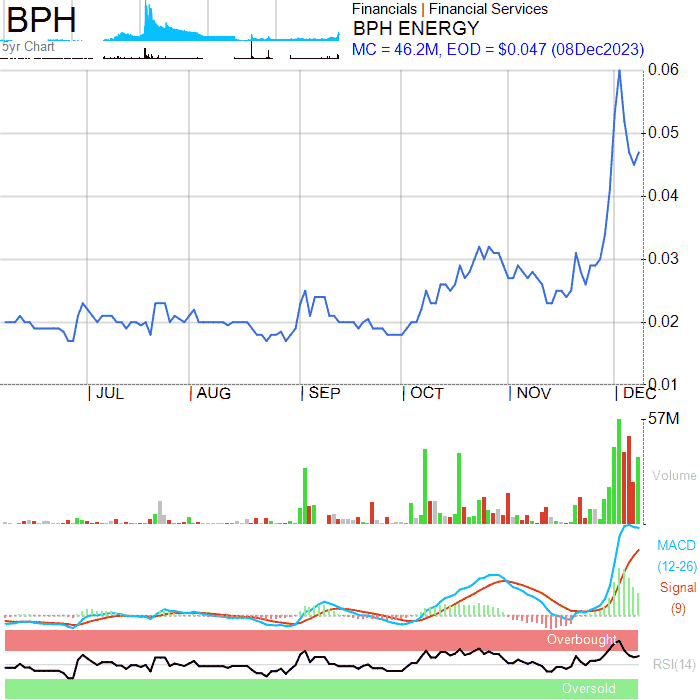 BPH
5yr Chart
Financials | Financial Services
BPH ENERGY
MC = 46.2M, EOD = $0.047 (08Dec2023)
0.06
0.05
0.04
0.03
0.02
0.01
JUL
AUG
SEP
OCT
NOV
DEC
57M
Volume
MACD
(12-26)
Signal
(9)
Overbought
RSI(14)
Oversold